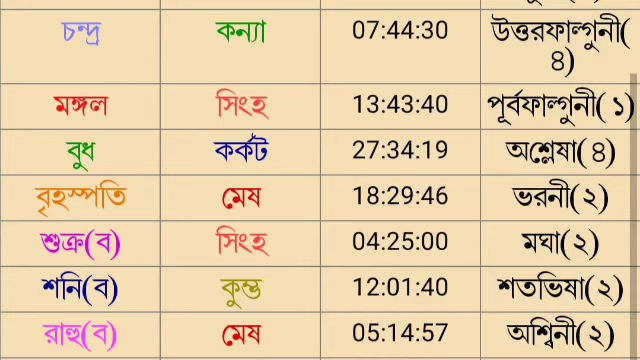 চন্দ্র কন্যা 07:44:30 উত্তরফাল্গুনী(
৪)
মঙ্গল সিংহ 13:43:40 পূর্বফাল্গুনী(১)
বুধ কর্কট 27:34:19 অশ্লেষা(৪)
বৃহস্পতি মেষ 18:29:46 ভরনী(২)
শুক্র(ব) সিংহ 04:25:00 মঘা(২)
শনি(ব) কুম্ভ 12:01:40 শতভিষা(২)
রাহু(ব) মেষ 05:14:57 অশ্বিনী(২)